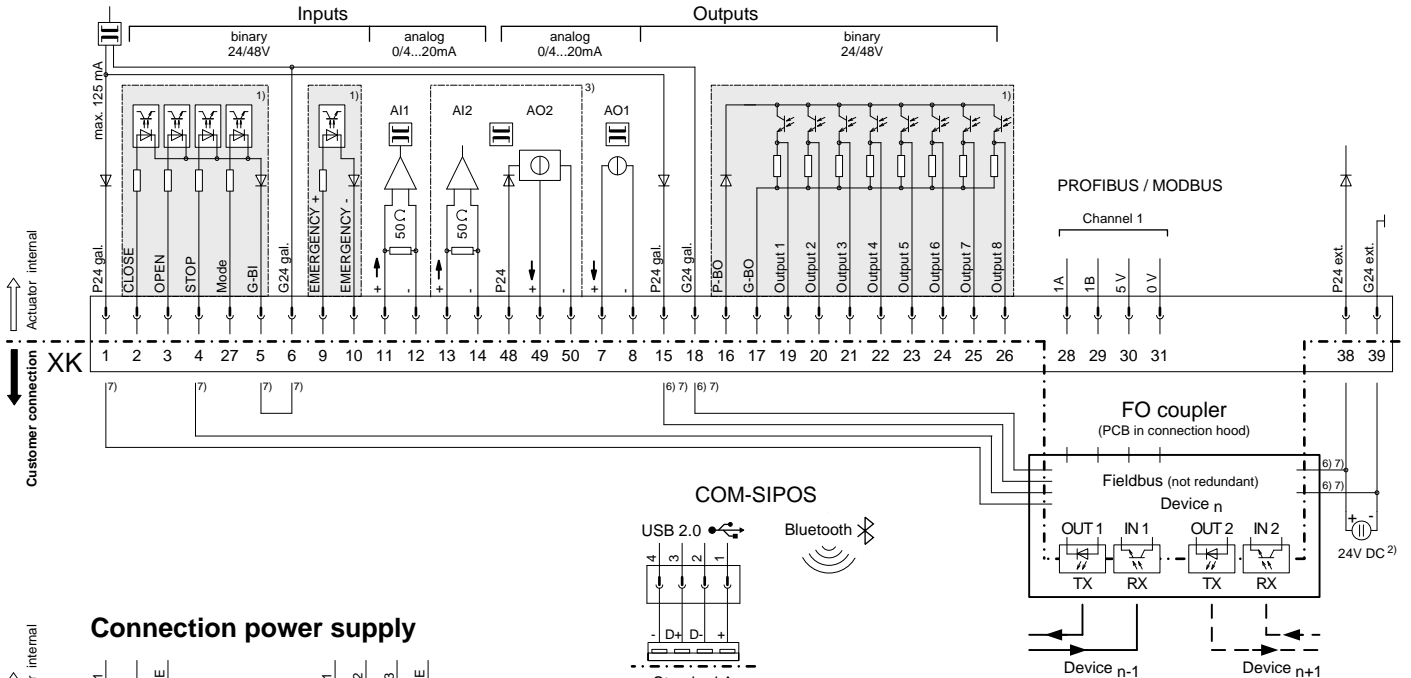 Inputs Outputs
binary
24/48V
analog
0/4...20mA
analog
0/4...20mA
binary
24/48V
max. 125 mA
1) 1) 3) 1)
AI1 AI2 AO2 AO1
50Ω 50Ω
PROFIBUS / MODBUS
Channel 1
Actuator internal
P24 gal. CLOSE OPEN STOP Mode G-BI G24 gal. EMERGENCY + EMERGENCY - + - + - P24 + - + - P24 gal. G24 gal. P-BO G-BO Output 1 Output 2 Output 3 Output 4 Output 5 Output 6 Output 7 Output 8 1A 1B 5 V 0 V P24 ext. G24 ext.
XK 1 2 3 4 27 5 6 9 10 11 12 13 14 48 49 50 7 8 15 18 16 17 19 20 21 22 23 24 25 26 28 29 30 31 38 39
Customer connection
7) 7) 7) 7) 6) 7) 6) 7)
FO coupler
(PCB in connection hood)
6) 7)
6) 7)
Fieldbus (not redundant)
Device n
OUT 1 IN 1 OUT 2 IN 2
TX RX TX RX
+ -
24V DC 2)
Device n-1 Device n+1
COM-SIPOS
USB 2.0 Bluetooth
4 3 2 1
- D+ D- +
Connection power supply
internal